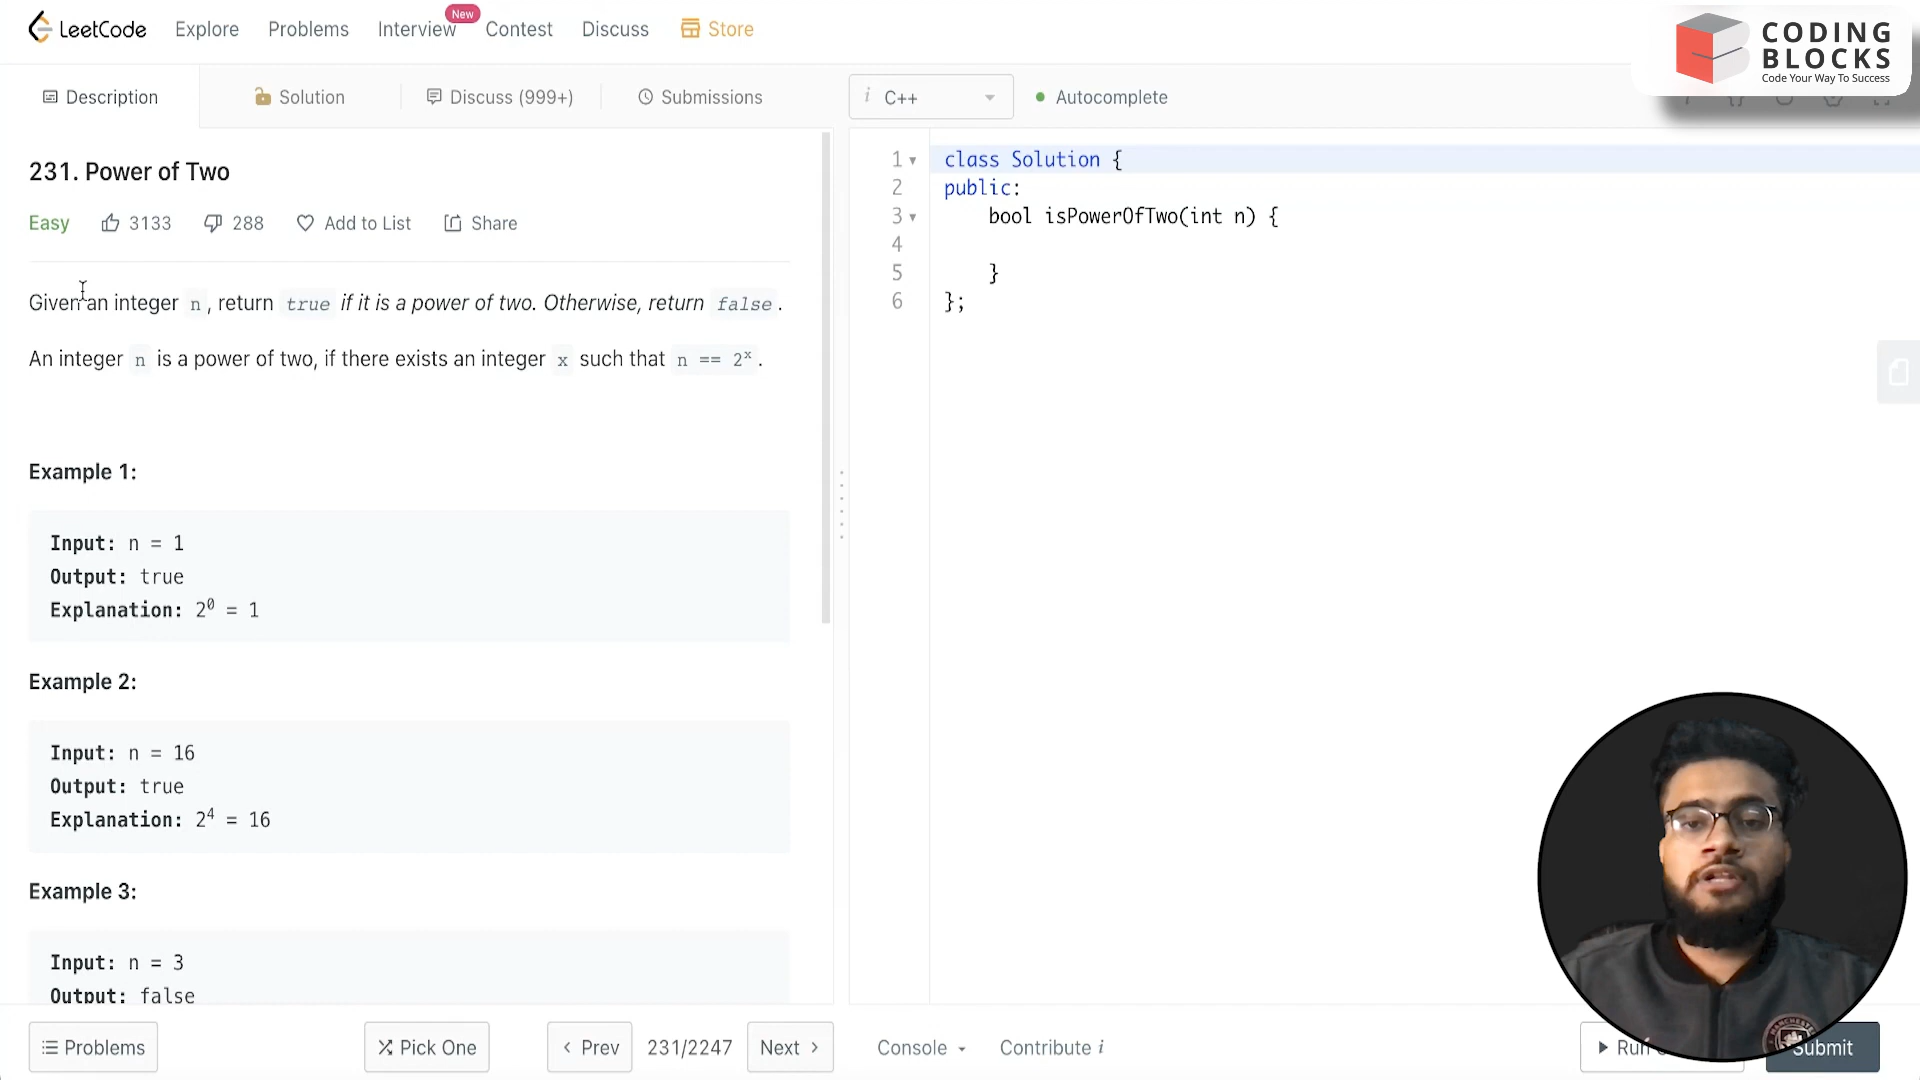 LeetCode Explore Problems Interview New Contest Discuss Store
CODING
BLOCKS
Code Your Way To Success
Description Solution Discuss (999+) Submissions
i C++ Autocomplete
231. Power of Two
Easy 3133 288 Add to List Share
Given an integer n, return true if it is a power of two. Otherwise, return false.
An integer n is a power of two, if there exists an integer x such that n == 2ˣ.
Example 1:
Input: n = 1
Output: true
Explanation: 2⁰ = 1
Example 2:
Input: n = 16
Output: true
Explanation: 2⁴ = 16
Example 3:
Input: n = 3
Output: false
1 class Solution {
2 public:
3 bool isPowerOfTwo(int n) {
4
5 }
6 };
Problems Pick One Prev 231/2247 Next Console Contribute i
Submit